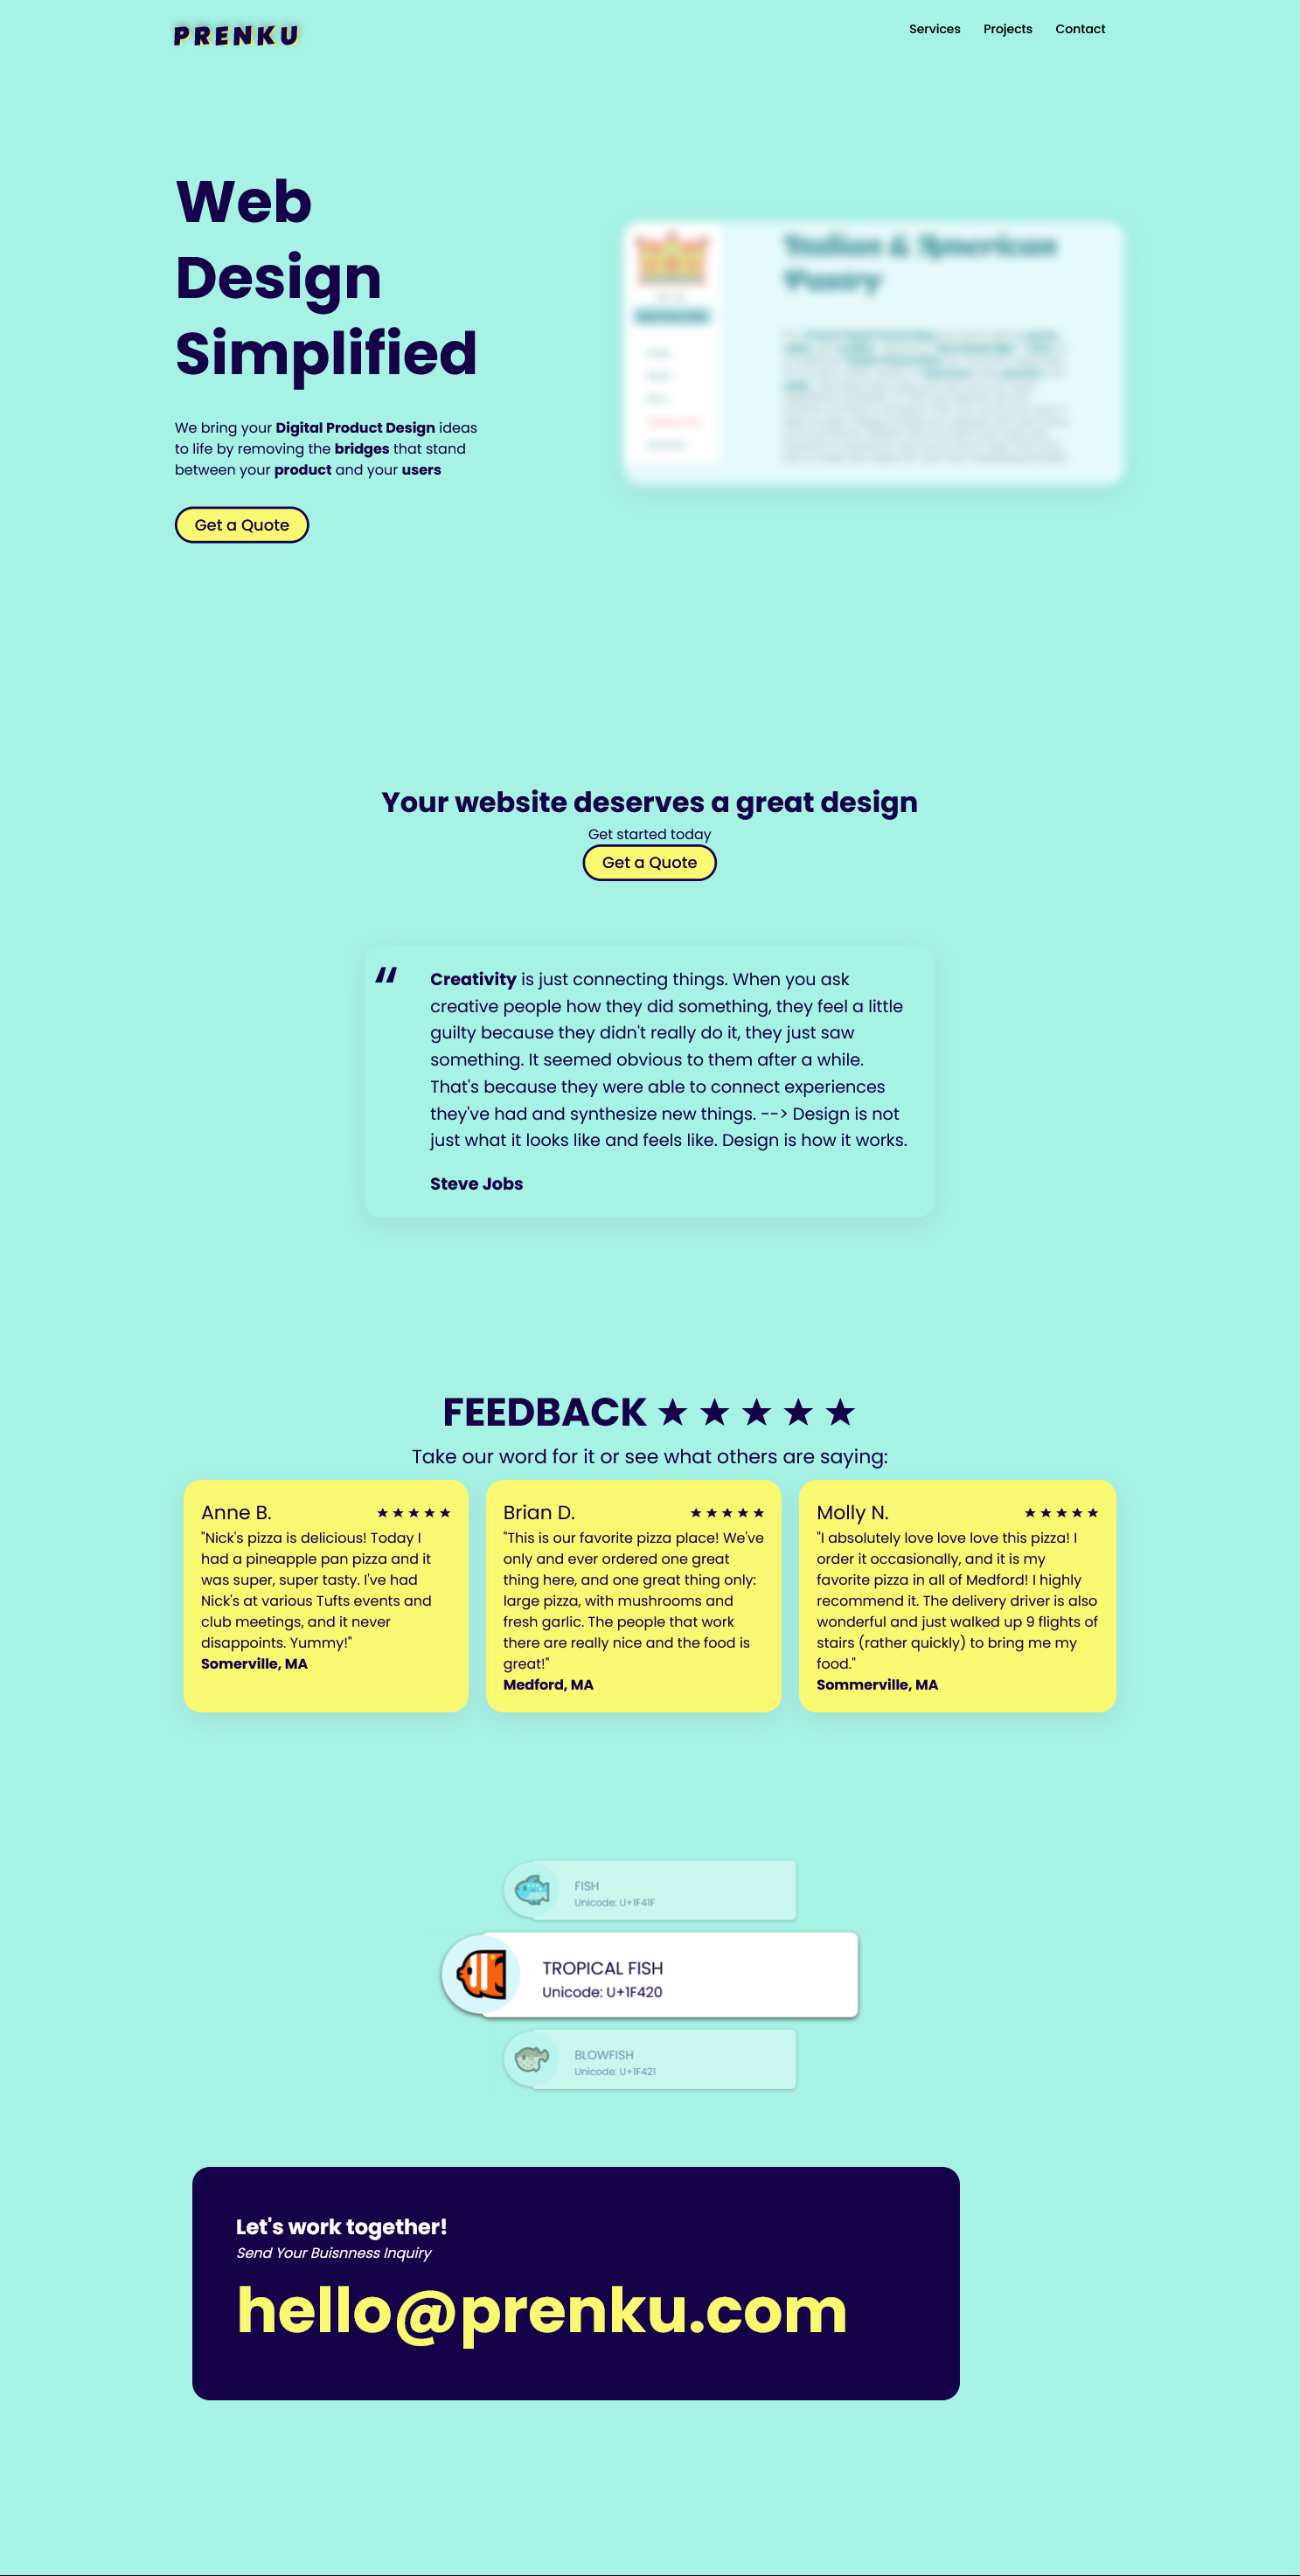 PRENKU
Services Projects Contact
Web
Design
Simplified
We bring your Digital Product Design ideas
to life by removing the bridges that stand
between your product and your users
Get a Quote
Italian & American
Pastry
Your website deserves a great design
Get started today
Get a Quote
“
Creativity is just connecting things. When you ask
creative people how they did something, they feel a little
guilty because they didn't really do it, they just saw
something. It seemed obvious to them after a while.
That's because they were able to connect experiences
they've had and synthesize new things. --> Design is not
just what it looks like and feels like. Design is how it works.
Steve Jobs
FEEDBACK ★ ★ ★ ★ ★
Take our word for it or see what others are saying:
Anne B. ★ ★ ★ ★ ★
"Nick's pizza is delicious! Today I
had a pineapple pan pizza and it
was super, super tasty. I've had
Nick's at various Tufts events and
club meetings, and it never
disappoints. Yummy!"
Somerville, MA
Brian D. ★ ★ ★ ★ ★
"This is our favorite pizza place! We've
only and ever ordered one great
thing here, and one great thing only:
large pizza, with mushrooms and
fresh garlic. The people that work
there are really nice and the food is
great!"
Medford, MA
Molly N. ★ ★ ★ ★ ★
"I absolutely love love love this pizza! I
order it occasionally, and it is my
favorite pizza in all of Medford! I highly
recommend it. The delivery driver is also
wonderful and just walked up 9 flights of
stairs (rather quickly) to bring me my
food."
Sommerville, MA
FISH
Unicode: U+1F41F
TROPICAL FISH
Unicode: U+1F420
BLOWFISH
Unicode: U+1F421
Let's work together!
Send Your Buisnness Inquiry
hello@prenku.com